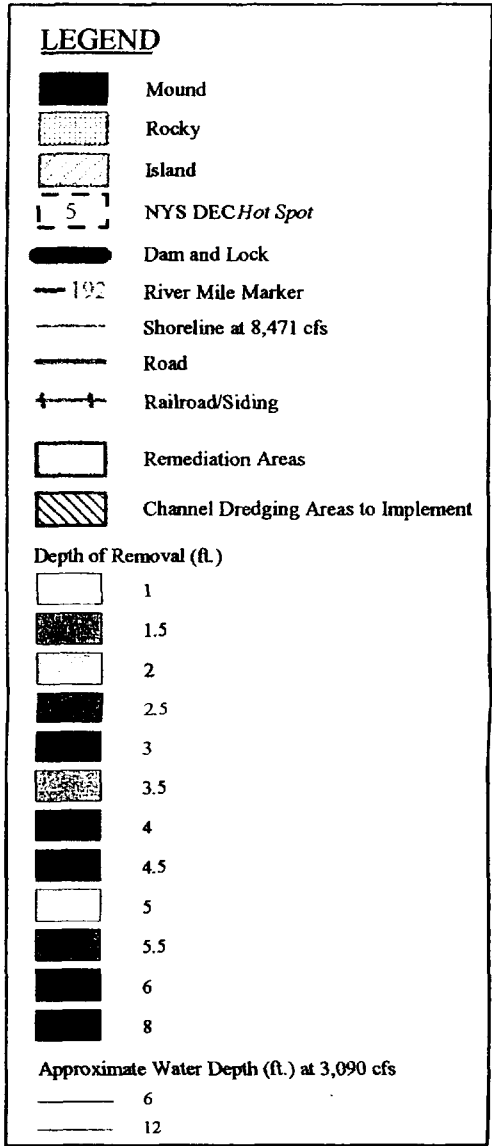 LEGEND
Mound
Rocky
Island
5 NYS DEC Hot Spot
Dam and Lock
192 River Mile Marker
Shoreline at 8,471 cfs
Road
Railroad/Siding
Remediation Areas
Channel Dredging Areas to Implement
Depth of Removal (ft.)
1
1.5
2
2.5
3
3.5
4
4.5
5
5.5
6
8
Approximate Water Depth (ft.) at 3,090 cfs
6
12